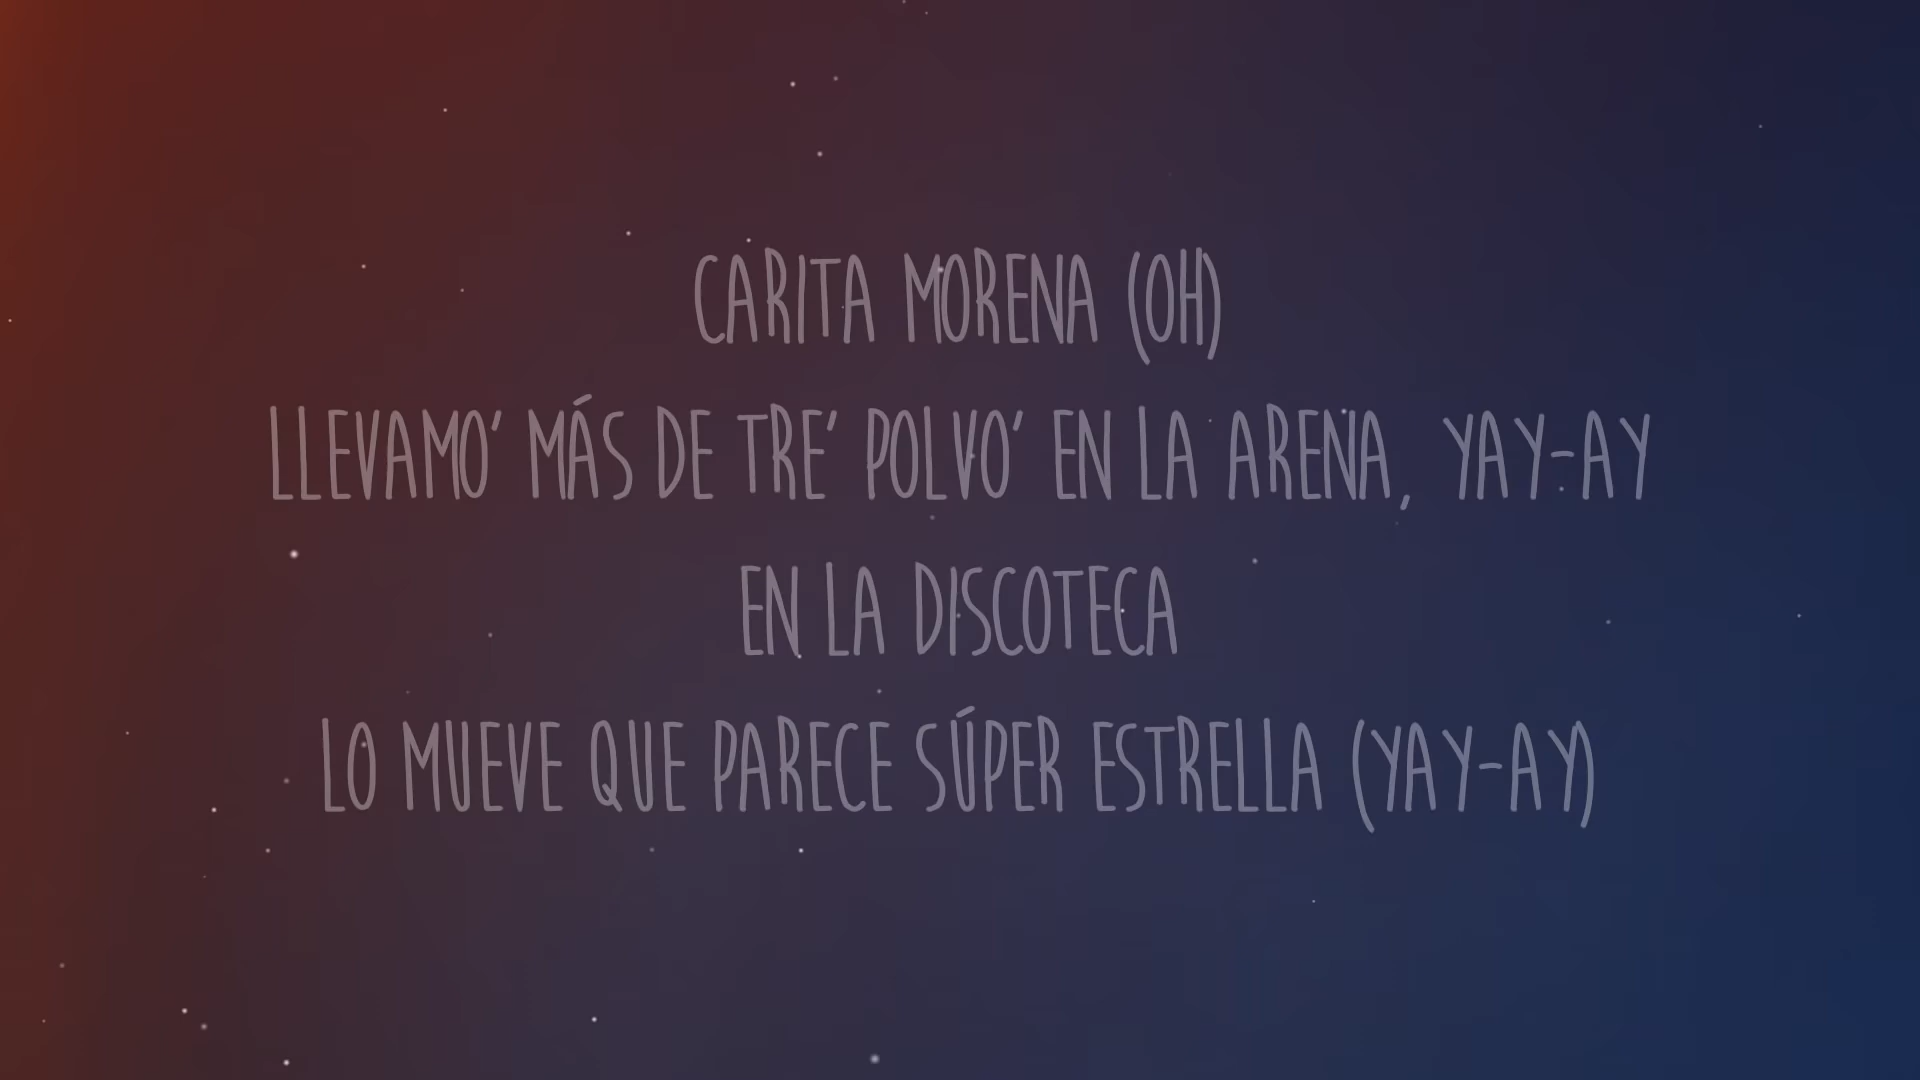 CARITA MORENA (OH)
LLEVAMO' MÁS DE TRE' POLVO' EN LA ARENA, YAY-AY
EN LA DISCOTECA
LO MUEVE QUE PARECE SÚPER ESTRELLA (YAY-AY)